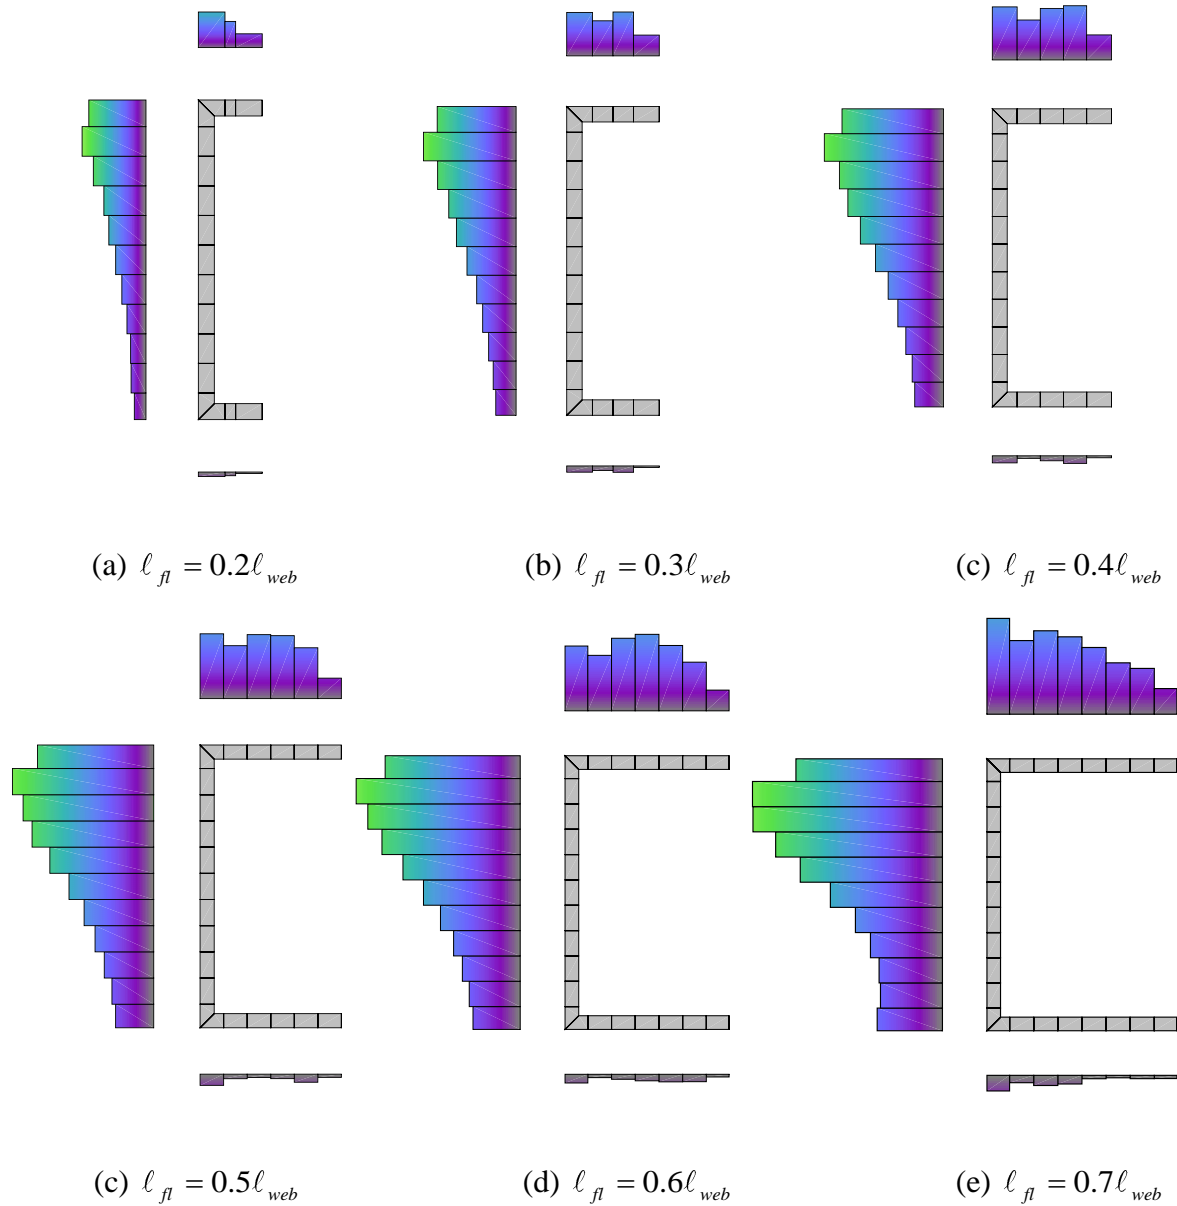 (a) ℓ_fl = 0.2ℓ_web
(b) ℓ_fl = 0.3ℓ_web
(c) ℓ_fl = 0.4ℓ_web
(c) ℓ_fl = 0.5ℓ_web
(d) ℓ_fl = 0.6ℓ_web
(e) ℓ_fl = 0.7ℓ_web